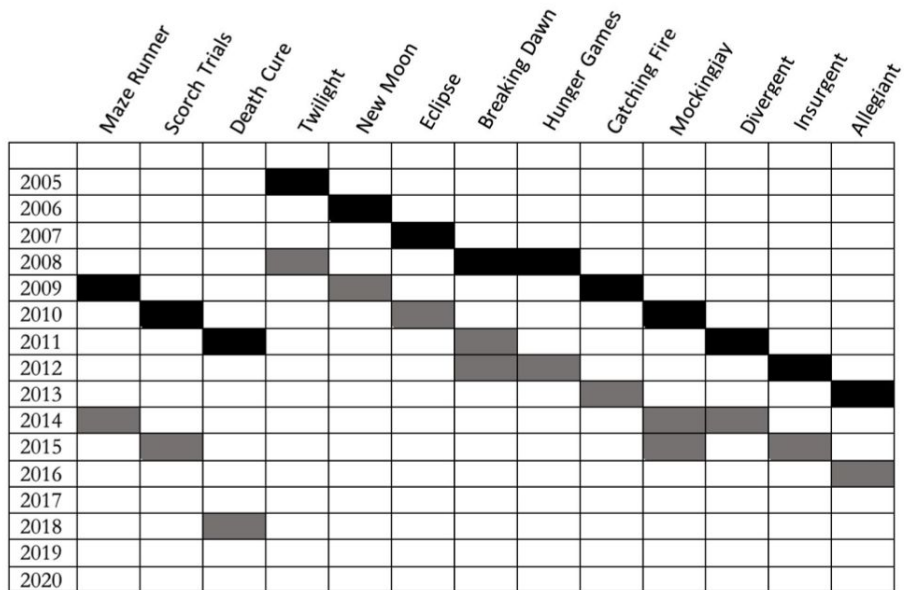 Maze Runner
Scorch Trials
Death Cure
Twilight
New Moon
Eclipse
Breaking Dawn
Hunger Games
Catching Fire
Mockingjay
Divergent
Insurgent
Allegiant
2005
2006
2007
2008
2009
2010
2011
2012
2013
2014
2015
2016
2017
2018
2019
2020